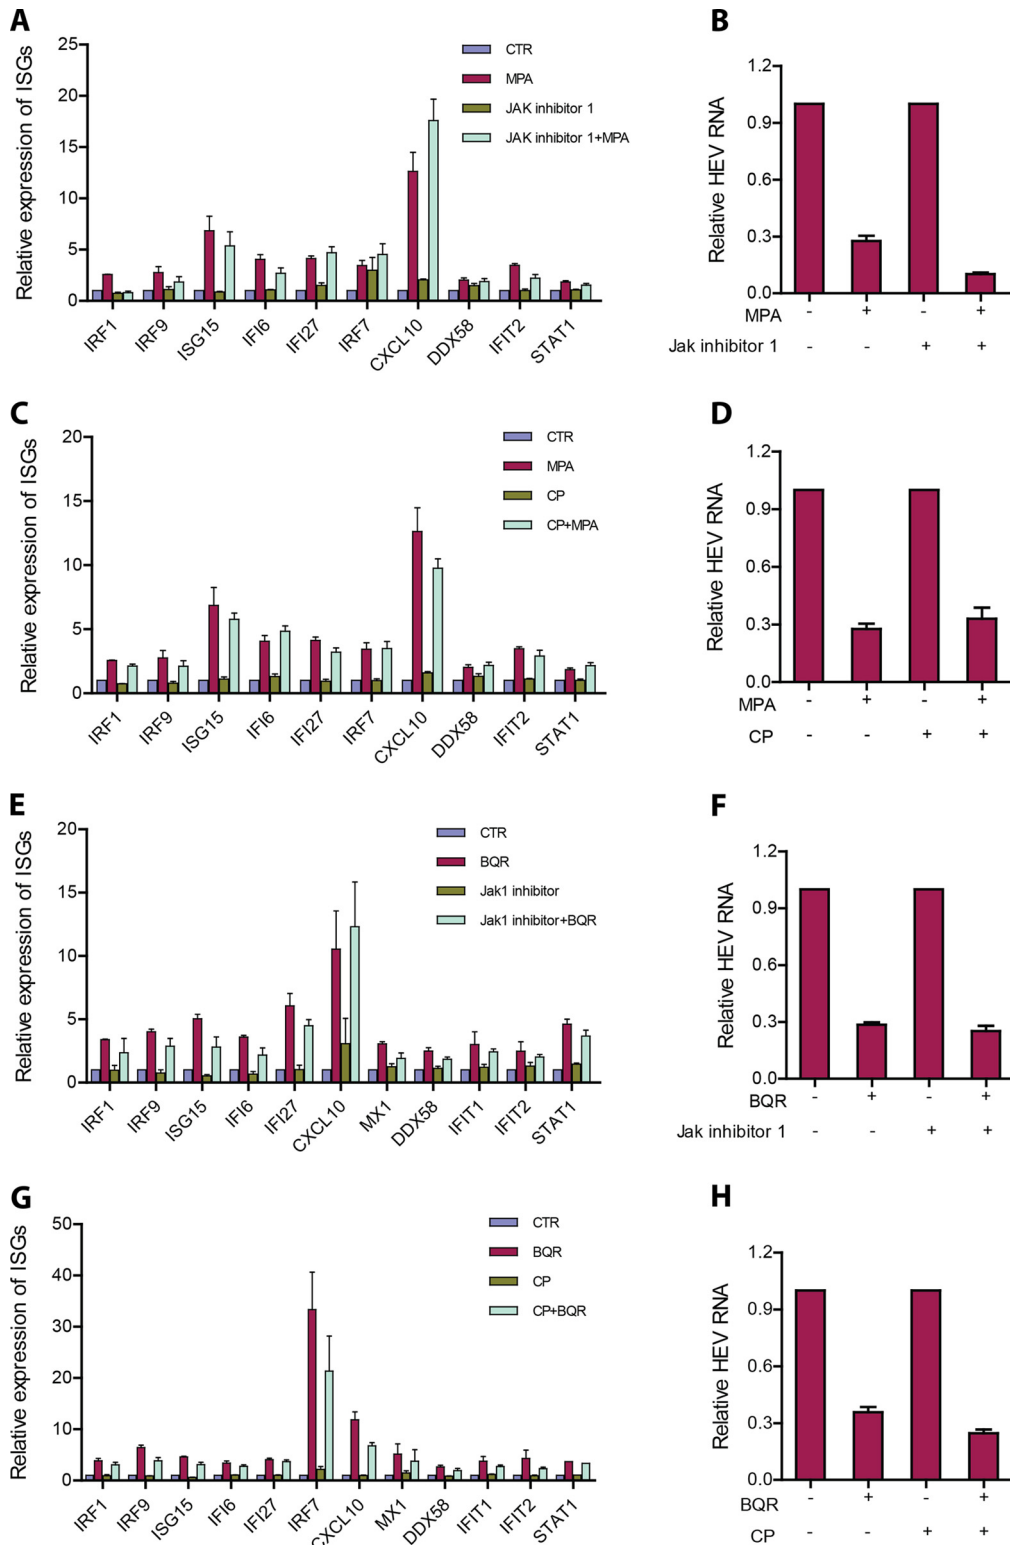 A
Relative expression of ISGs
25
20
15
10
5
0
CTR
MPA
JAK inhibitor 1
JAK inhibitor 1+MPA
IRF1 IRF9 ISG15 IFI6 IFI27 IRF7 CXCL10 DDX58 IFIT2 STAT1
B
Relative HEV RNA
1.2
0.9
0.6
0.3
0.0
MPA - + - +
Jak inhibitor 1 - - + +
C
Relative expression of ISGs
20
15
10
5
0
CTR
MPA
CP
CP+MPA
IRF1 IRF9 ISG15 IFI6 IFI27 IRF7 CXCL10 DDX58 IFIT2 STAT1
D
Relative HEV RNA
1.2
0.9
0.6
0.3
0.0
MPA - + - +
CP - - + +
E
Relative expression of ISGs
20
15
10
5
0
CTR
BQR
Jak1 inhibitor
Jak1 inhibitor+BQR
IRF1 IRF9 ISG15 IFI6 IFI27 CXCL10 MX1 DDX58 IFIT1 IFIT2 STAT1
F
Relative HEV RNA
1.2
0.9
0.6
0.3
0.0
BQR - + - +
Jak inhibitor 1 - - + +
G
Relative expression of ISGs
50
40
30
20
10
0
CTR
BQR
CP
CP+BQR
IRF1 IRF9 ISG15 IFI6 IFI27 IRF7 CXCL10 MX1 DDX58 IFIT1 IFIT2 STAT1
H
Relative HEV RNA
1.2
0.9
0.6
0.3
0.0
BQR - + - +
CP - - + +